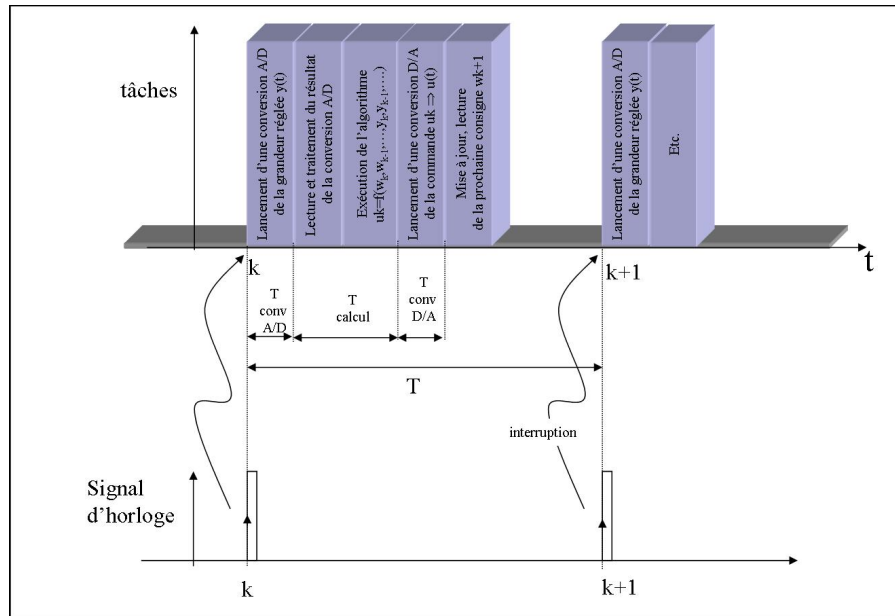 tâches
Lancement d'une conversion A/D
de la grandeur réglée y(t)
Lecture et traitement du résultat
de la conversion A/D
Exécution de l'algorithme
uk=f(wk,wk-1,…,yk,yk-1,…)
Lancement d'une conversion D/A
de la commande uk ⇒ u(t)
Mise à jour, lecture
de la prochaine consigne wk+1
Lancement d'une conversion A/D
de la grandeur réglée y(t)
Etc.
t
k
k+1
T
conv
A/D
T
calcul
T
conv
D/A
T
interruption
Signal
d'horloge
k
k+1